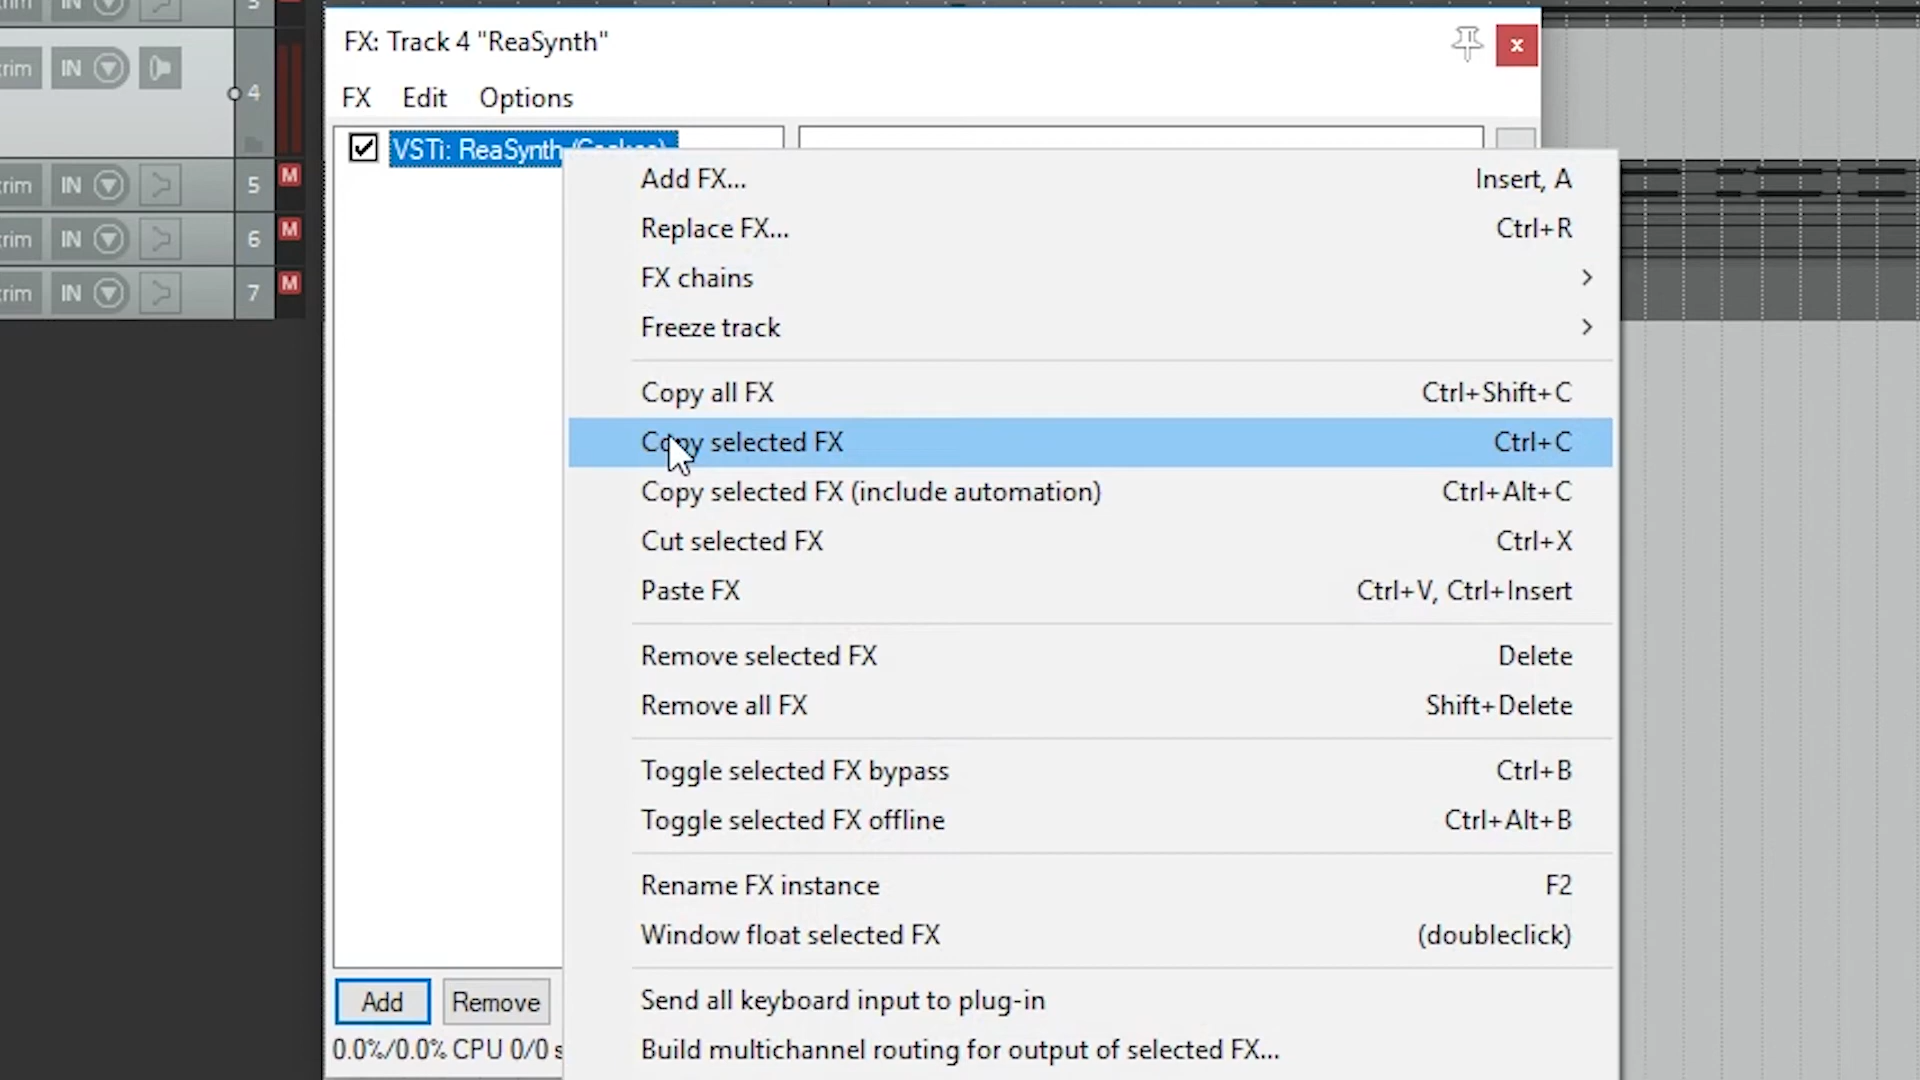 FX: Track 4 "ReaSynth"
x
FX Edit Options
VSTi: ReaSynth
Add FX... Insert, A
Replace FX... Ctrl+R
FX chains
Freeze track
Copy all FX Ctrl+Shift+C
Copy selected FX Ctrl+C
Copy selected FX (include automation) Ctrl+Alt+C
Cut selected FX Ctrl+X
Paste FX Ctrl+V, Ctrl+Insert
Remove selected FX Delete
Remove all FX Shift+Delete
Toggle selected FX bypass Ctrl+B
Toggle selected FX offline Ctrl+Alt+B
Rename FX instance F2
Window float selected FX (doubleclick)
Send all keyboard input to plug-in
Build multichannel routing for output of selected FX...
Add Remove
0.0%/0.0% CPU 0/0 s
rim IN 4
rim IN 5 M
rim IN 6 M
rim IN 7 M